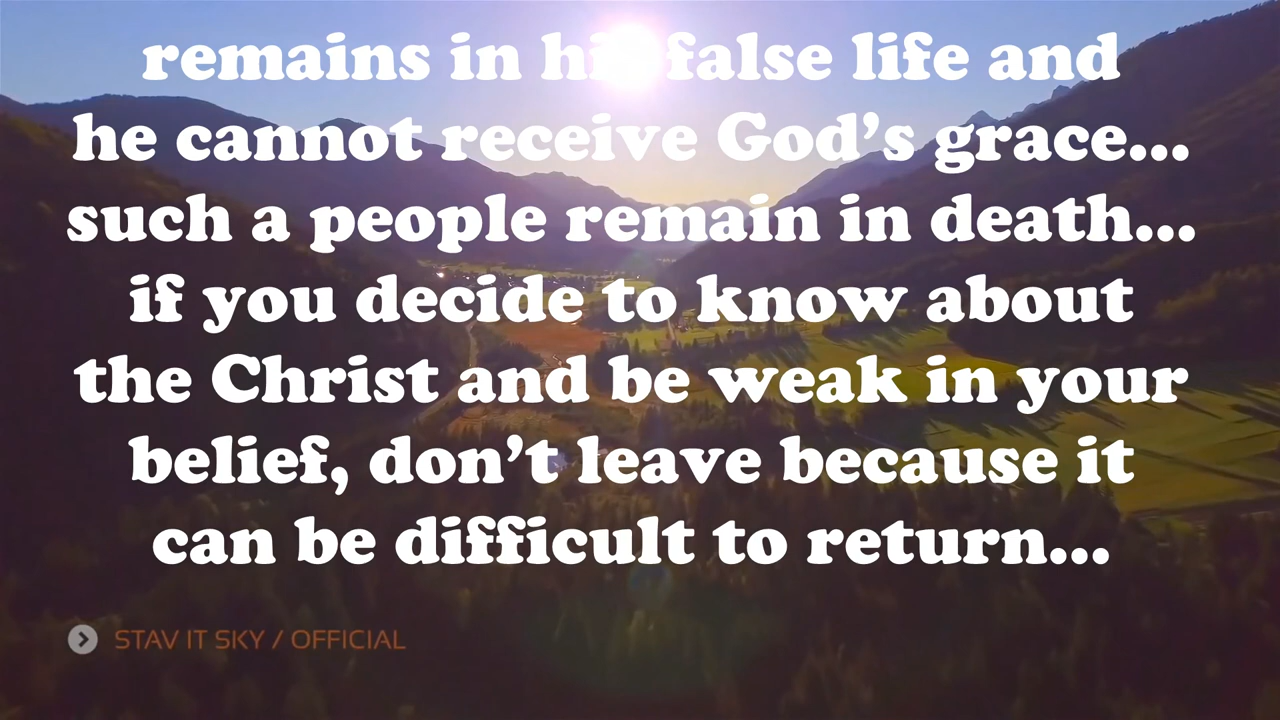 remains in his false life and
he cannot receive God's grace...
such a people remain in death...
if you decide to know about
the Christ and be weak in your
belief, don't leave because it
can be difficult to return...
STAV IT SKY / OFFICIAL